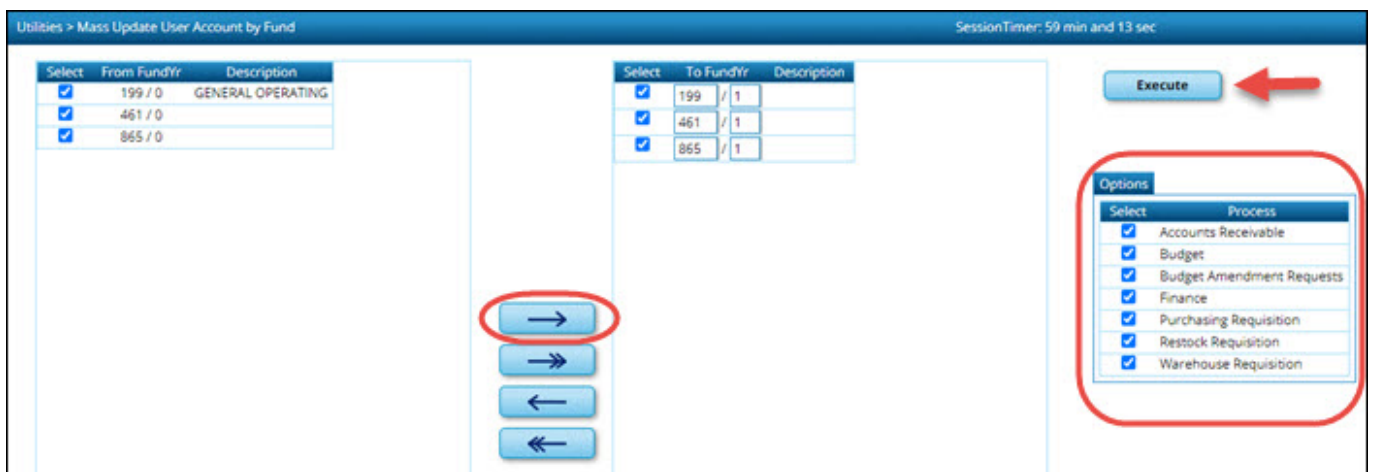 Utilities > Mass Update User Account by Fund SessionTimer: 59 min and 13 sec
Select From FundYr Description
199 / 0 GENERAL OPERATING
461 / 0
865 / 0
Select To FundYr Description
199 / 1
461 / 1
865 / 1
Execute
Options
Select Process
Accounts Receivable
Budget
Budget Amendment Requests
Finance
Purchasing Requisition
Restock Requisition
Warehouse Requisition